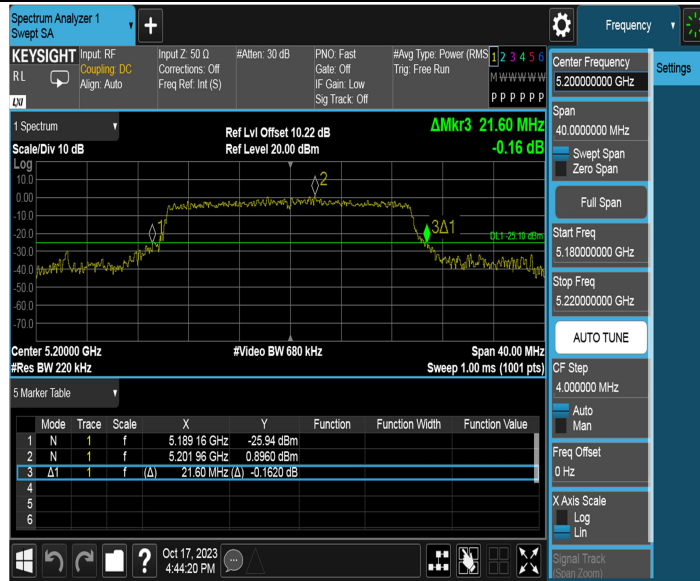 Spectrum Analyzer 1
Swept SA
+
Frequency
KEYSIGHT
RL
LXI
Input: RF
Coupling: DC
Align: Auto
Input Z: 50 Ω
Corrections: Off
Freq Ref: Int (S)
#Atten: 30 dB
PNO: Fast
Gate: Off
IF Gain: Low
Sig Track: Off
#Avg Type: Power (RMS
Trig: Free Run
1 2 3 4 5 6
M W W W W W
P P P P P P
Center Frequency
5.200000000 GHz
Settings
Span
40.0000000 MHz
Swept Span
Zero Span
Full Span
Start Freq
5.180000000 GHz
Stop Freq
5.220000000 GHz
AUTO TUNE
CF Step
4.000000 MHz
Auto
Man
Freq Offset
0 Hz
X Axis Scale
Log
Lin
Signal Track
(Span Zoom)
1 Spectrum
Scale/Div 10 dB
Ref Lvl Offset 10.22 dB
Ref Level 20.00 dBm
ΔMkr3 21.60 MHz
-0.16 dB
Log
10.0
0.00
-10.0
-20.0
-30.0
-40.0
-50.0
-60.0
-70.0
1
2
3Δ1
DL1 -25.10 dBm
Center 5.20000 GHz
#Res BW 220 kHz
#Video BW 680 kHz
Span 40.00 MHz
Sweep 1.00 ms (1001 pts)
5 Marker Table
Mode Trace Scale X Y Function Function Width Function Value
1 N 1 f 5.189 16 GHz -25.94 dBm
2 N 1 f 5.201 96 GHz 0.8960 dBm
3 Δ1 1 f (Δ) 21.60 MHz (Δ) -0.1620 dB
4
5
6
?
Oct 17, 2023
4:44:20 PM